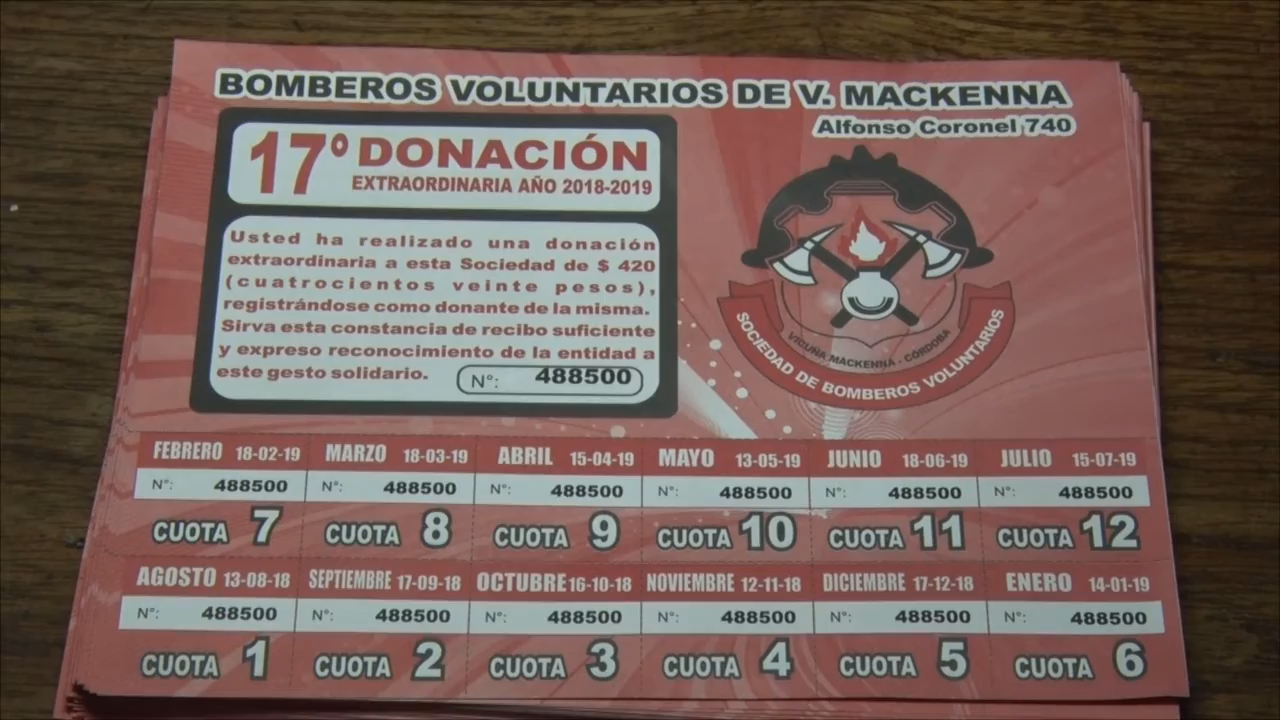 BOMBEROS VOLUNTARIOS DE V. MACKENNA
Alfonso Coronel 740
17º DONACIÓN
EXTRAORDINARIA AÑO 2018-2019
Usted ha realizado una donación
extraordinaria a esta Sociedad de $ 420
(cuatrocientos veinte pesos),
registrándose como donante de la misma.
Sirva esta constancia de recibo suficiente
y expreso reconocimiento de la entidad a
este gesto solidario.
N°: 488500
VICUÑA MACKENNA - CÓRDOBA
SOCIEDAD DE BOMBEROS VOLUNTARIOS
FEBRERO 18-02-19 MARZO 18-03-19 ABRIL 15-04-19 MAYO 13-05-19 JUNIO 18-06-19 JULIO 15-07-19
N°: 488500 N°: 488500 N°: 488500 N°: 488500 N°: 488500 N°: 488500
CUOTA 7 CUOTA 8 CUOTA 9 CUOTA 10 CUOTA 11 CUOTA 12
AGOSTO 13-08-18 SEPTIEMBRE 17-09-18 OCTUBRE 16-10-18 NOVIEMBRE 12-11-18 DICIEMBRE 17-12-18 ENERO 14-01-19
N°: 488500 N°: 488500 N°: 488500 N°: 488500 N°: 488500 N°: 488500
CUOTA 1 CUOTA 2 CUOTA 3 CUOTA 4 CUOTA 5 CUOTA 6